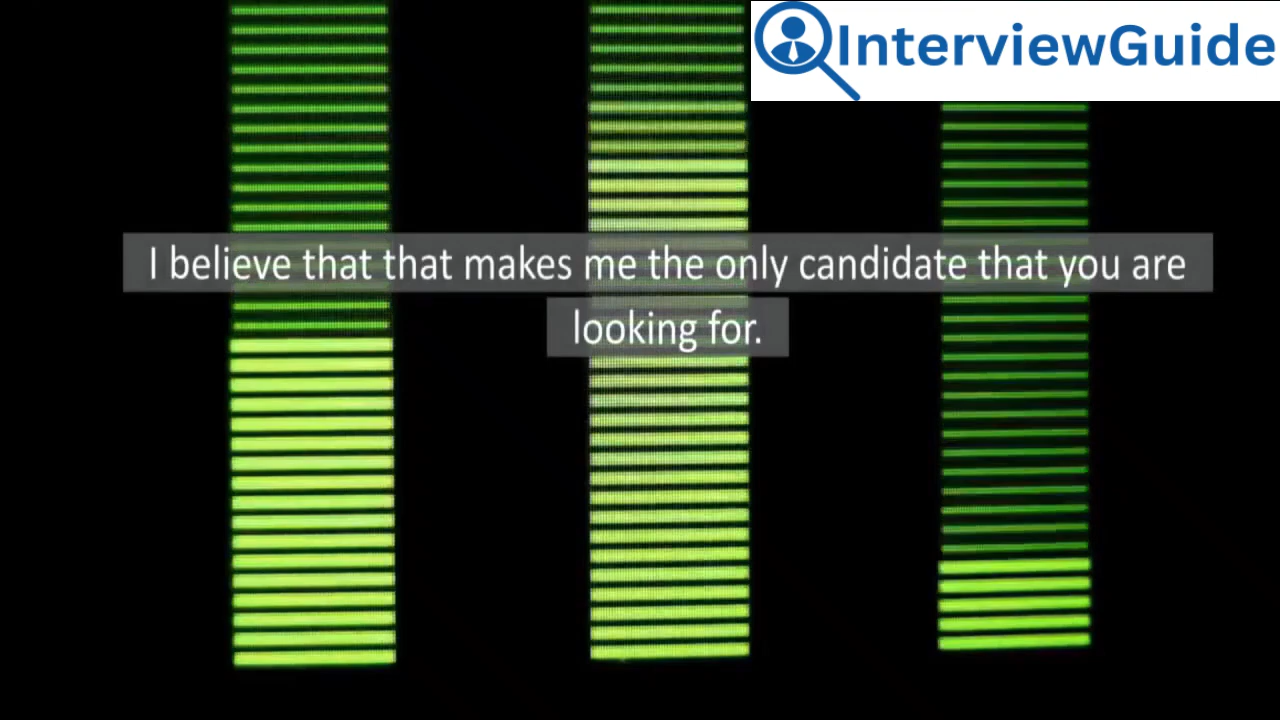 InterviewGuide
I believe that that makes me the only candidate that you are
looking for.